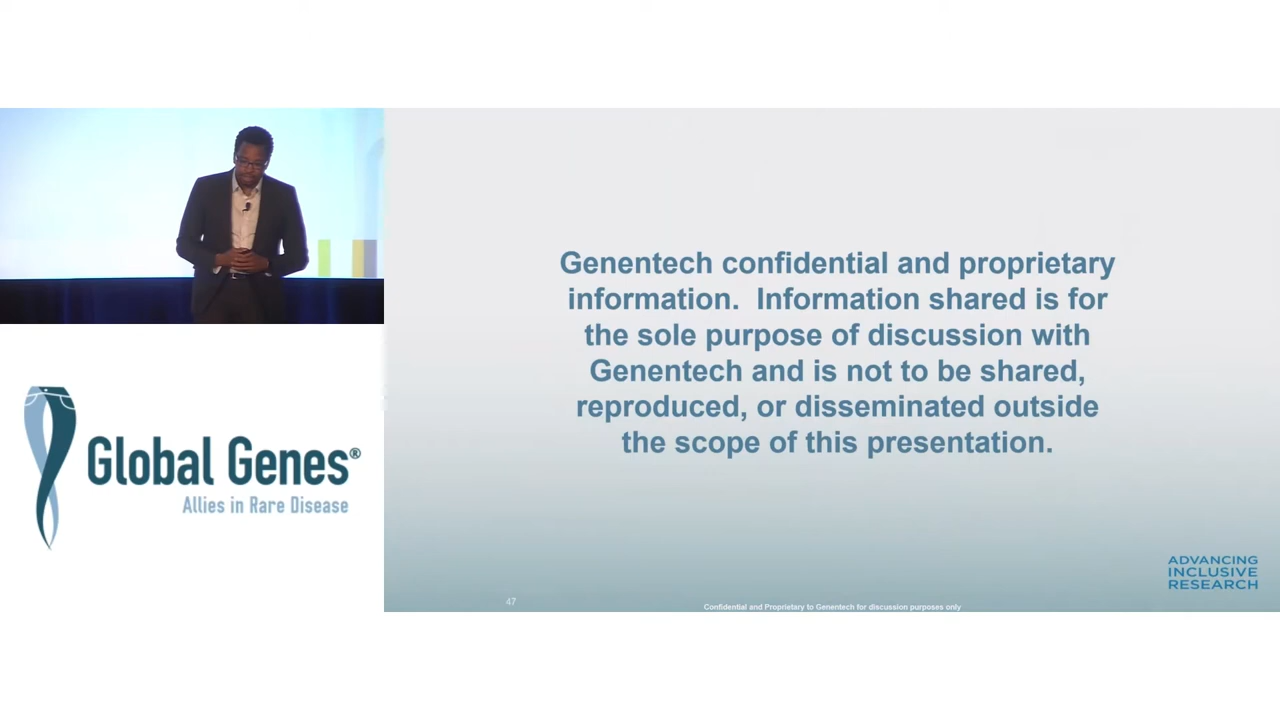 Genentech confidential and proprietary
information.  Information shared is for
the sole purpose of discussion with
Genentech and is not to be shared,
reproduced, or disseminated outside
the scope of this presentation.
Global Genes®
Allies in Rare Disease
ADVANCING
INCLUSIVE
RESEARCH
47
Confidential and Proprietary to Genentech for discussion purposes only